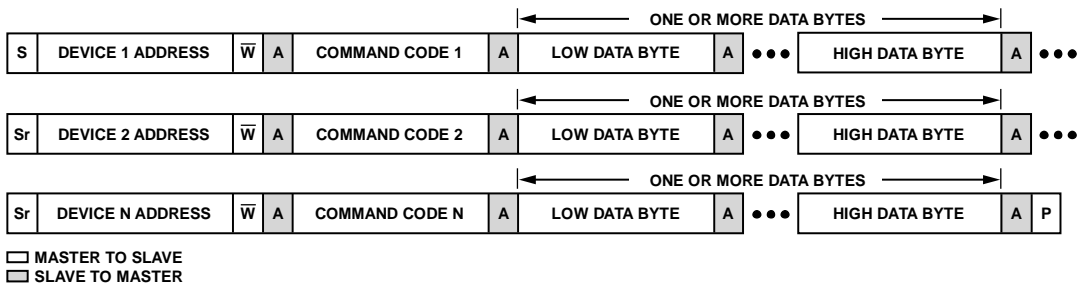 ONE OR MORE DATA BYTES
S DEVICE 1 ADDRESS W̅ A COMMAND CODE 1 A LOW DATA BYTE A ••• HIGH DATA BYTE A •••
ONE OR MORE DATA BYTES
Sr DEVICE 2 ADDRESS W̅ A COMMAND CODE 2 A LOW DATA BYTE A ••• HIGH DATA BYTE A •••
ONE OR MORE DATA BYTES
Sr DEVICE N ADDRESS W̅ A COMMAND CODE N A LOW DATA BYTE A ••• HIGH DATA BYTE A P
MASTER TO SLAVE
SLAVE TO MASTER